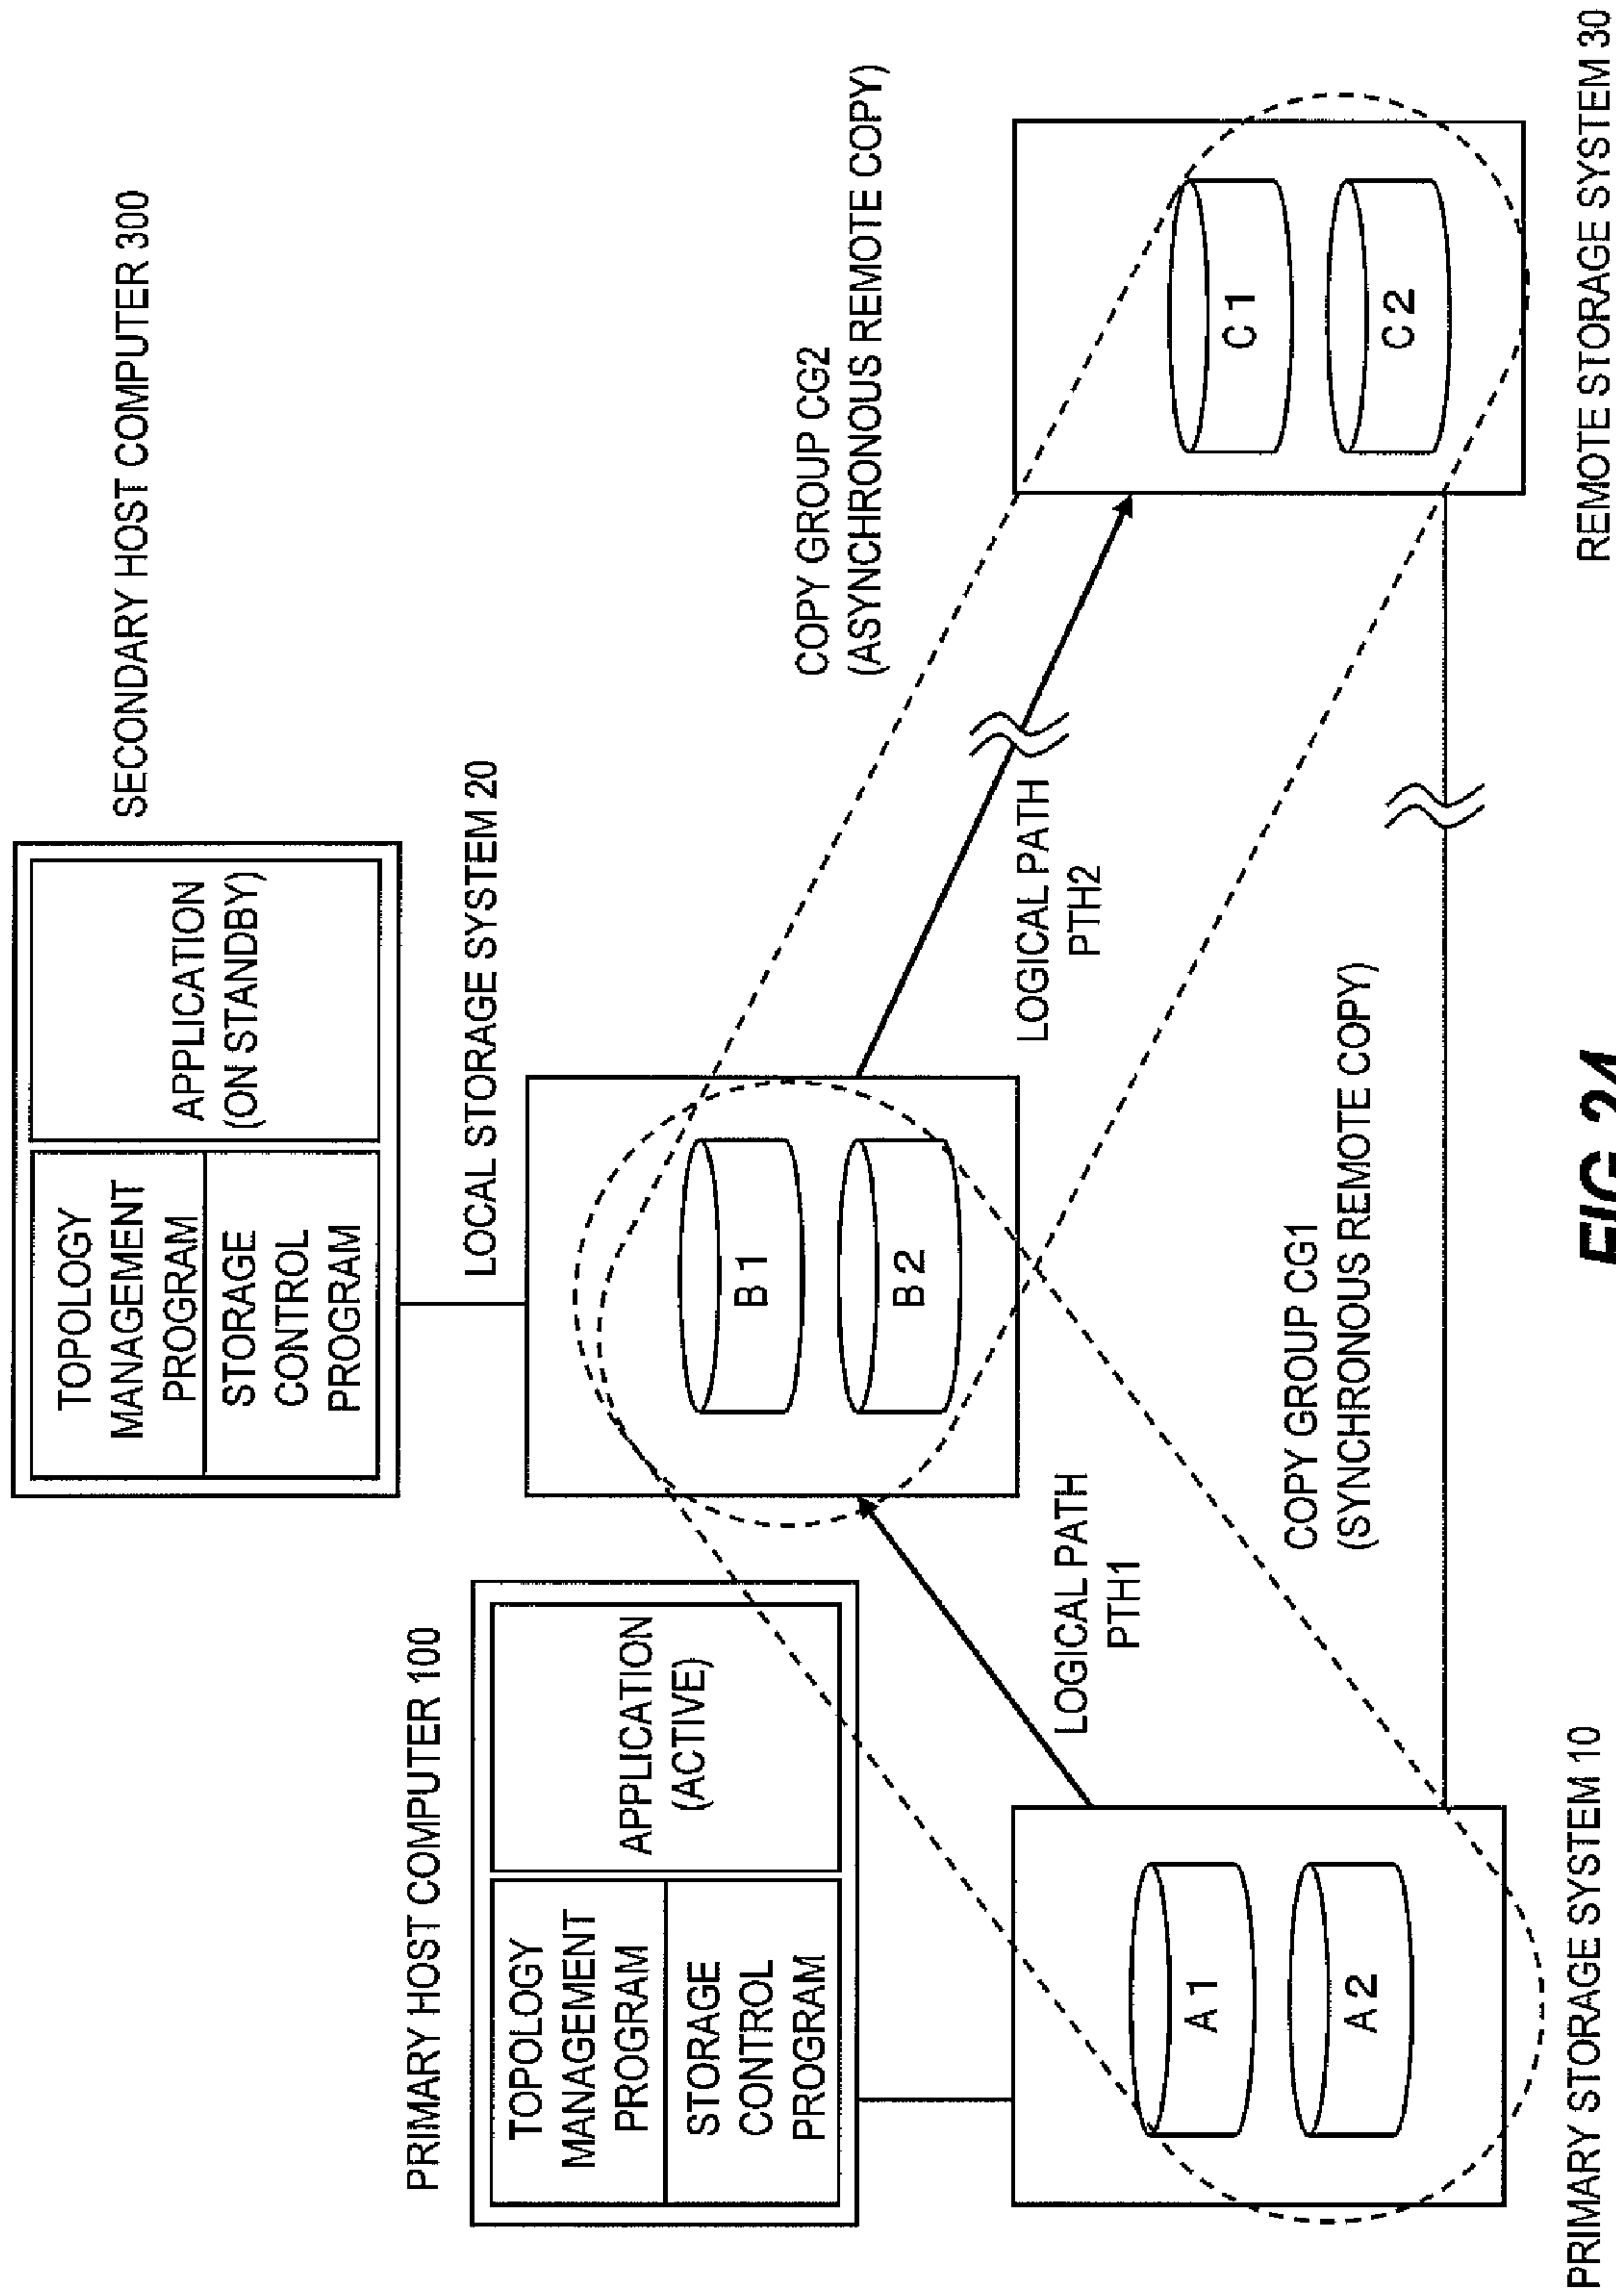 SECONDARY HOST COMPUTER 300
TOPOLOGY
MANAGEMENT
PROGRAM
STORAGE
CONTROL
PROGRAM
APPLICATION
(ON STANDBY)
PRIMARY HOST COMPUTER 100
TOPOLOGY
MANAGEMENT
PROGRAM
STORAGE
CONTROL
PROGRAM
APPLICATION
(ACTIVE)
LOCAL STORAGE SYSTEM 20
B1
B2
COPY GROUP CG2
(ASYNCHRONOUS REMOTE COPY)
LOGICAL PATH
PTH1
LOGICAL PATH
PTH2
A1
A2
C1
C2
COPY GROUP CG1
(SYNCHRONOUS REMOTE COPY)
PRIMARY STORAGE SYSTEM 10
REMOTE STORAGE SYSTEM 30
FIG.24